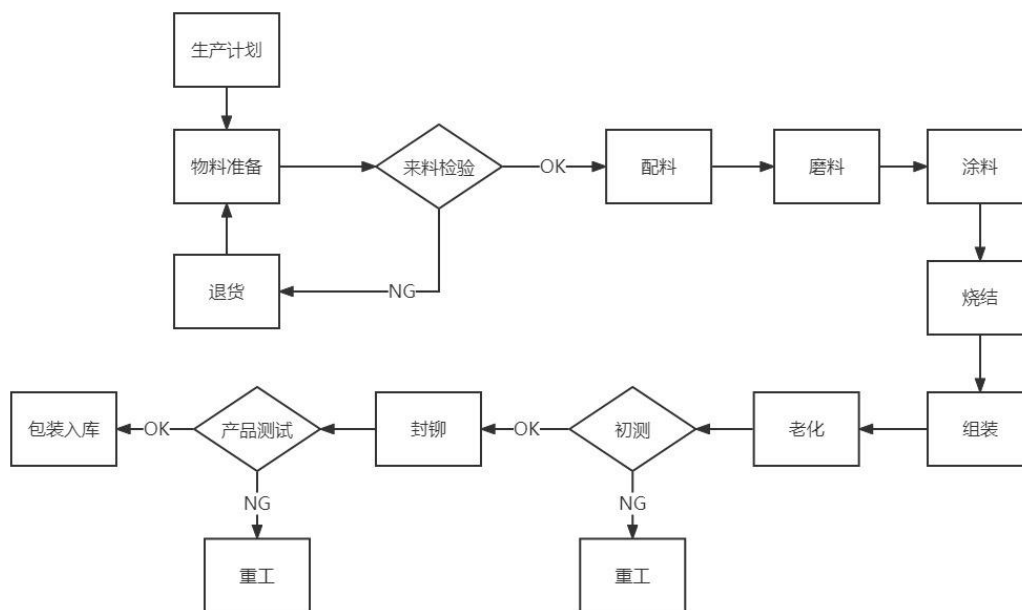 生产计划
物料准备
来料检验
OK
配料
磨料
涂料
退货
NG
烧结
包装入库
OK
产品测试
封铆
OK
初测
老化
组装
NG
NG
重工
重工